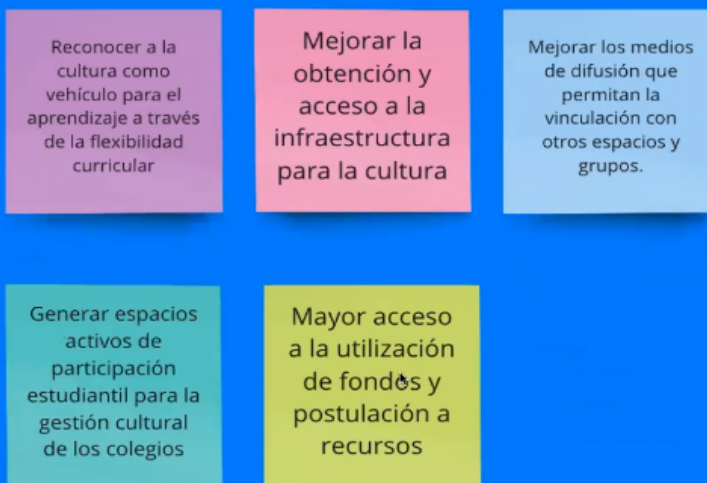 Reconocer a la
cultura como
vehículo para el
aprendizaje a través
de la flexibilidad
curricular
Mejorar la
obtención y
acceso a la
infraestructura
para la cultura
Mejorar los medios
de difusión que
permitan la
vinculación con
otros espacios y
grupos.
Generar espacios
activos de
participación
estudiantil para la
gestión cultural
de los colegios
Mayor acceso
a la utilización
de fondos y
postulación a
recursos